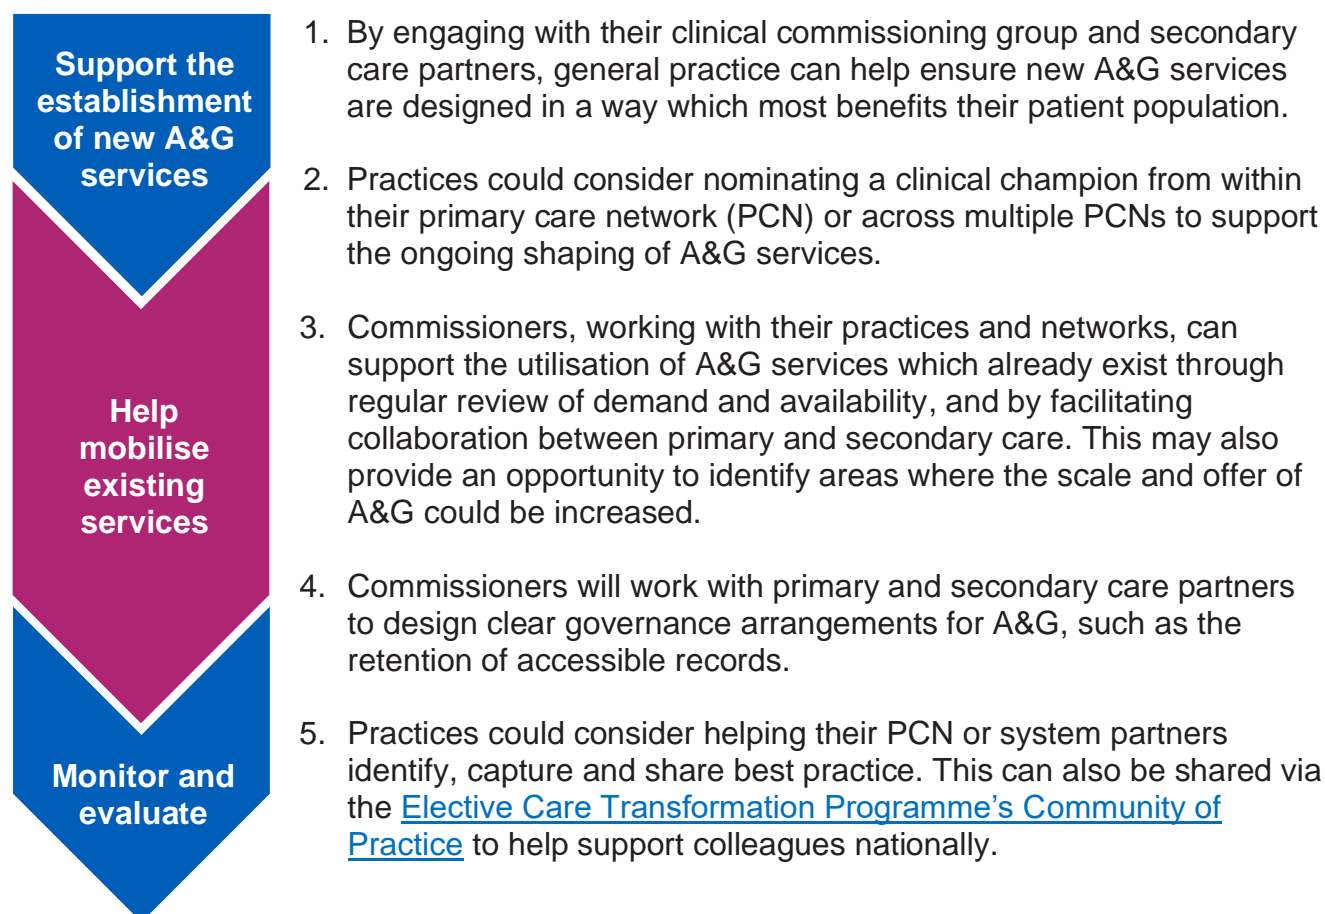 Support the
establishment
of new A&G
services
Help
mobilise
existing
services
Monitor and
evaluate
1. By engaging with their clinical commissioning group and secondary
care partners, general practice can help ensure new A&G services
are designed in a way which most benefits their patient population.
2. Practices could consider nominating a clinical champion from within
their primary care network (PCN) or across multiple PCNs to support
the ongoing shaping of A&G services.
3. Commissioners, working with their practices and networks, can
support the utilisation of A&G services which already exist through
regular review of demand and availability, and by facilitating
collaboration between primary and secondary care. This may also
provide an opportunity to identify areas where the scale and offer of
A&G could be increased.
4. Commissioners will work with primary and secondary care partners
to design clear governance arrangements for A&G, such as the
retention of accessible records.
5. Practices could consider helping their PCN or system partners
identify, capture and share best practice. This can also be shared via
the Elective Care Transformation Programme’s Community of
Practice to help support colleagues nationally.